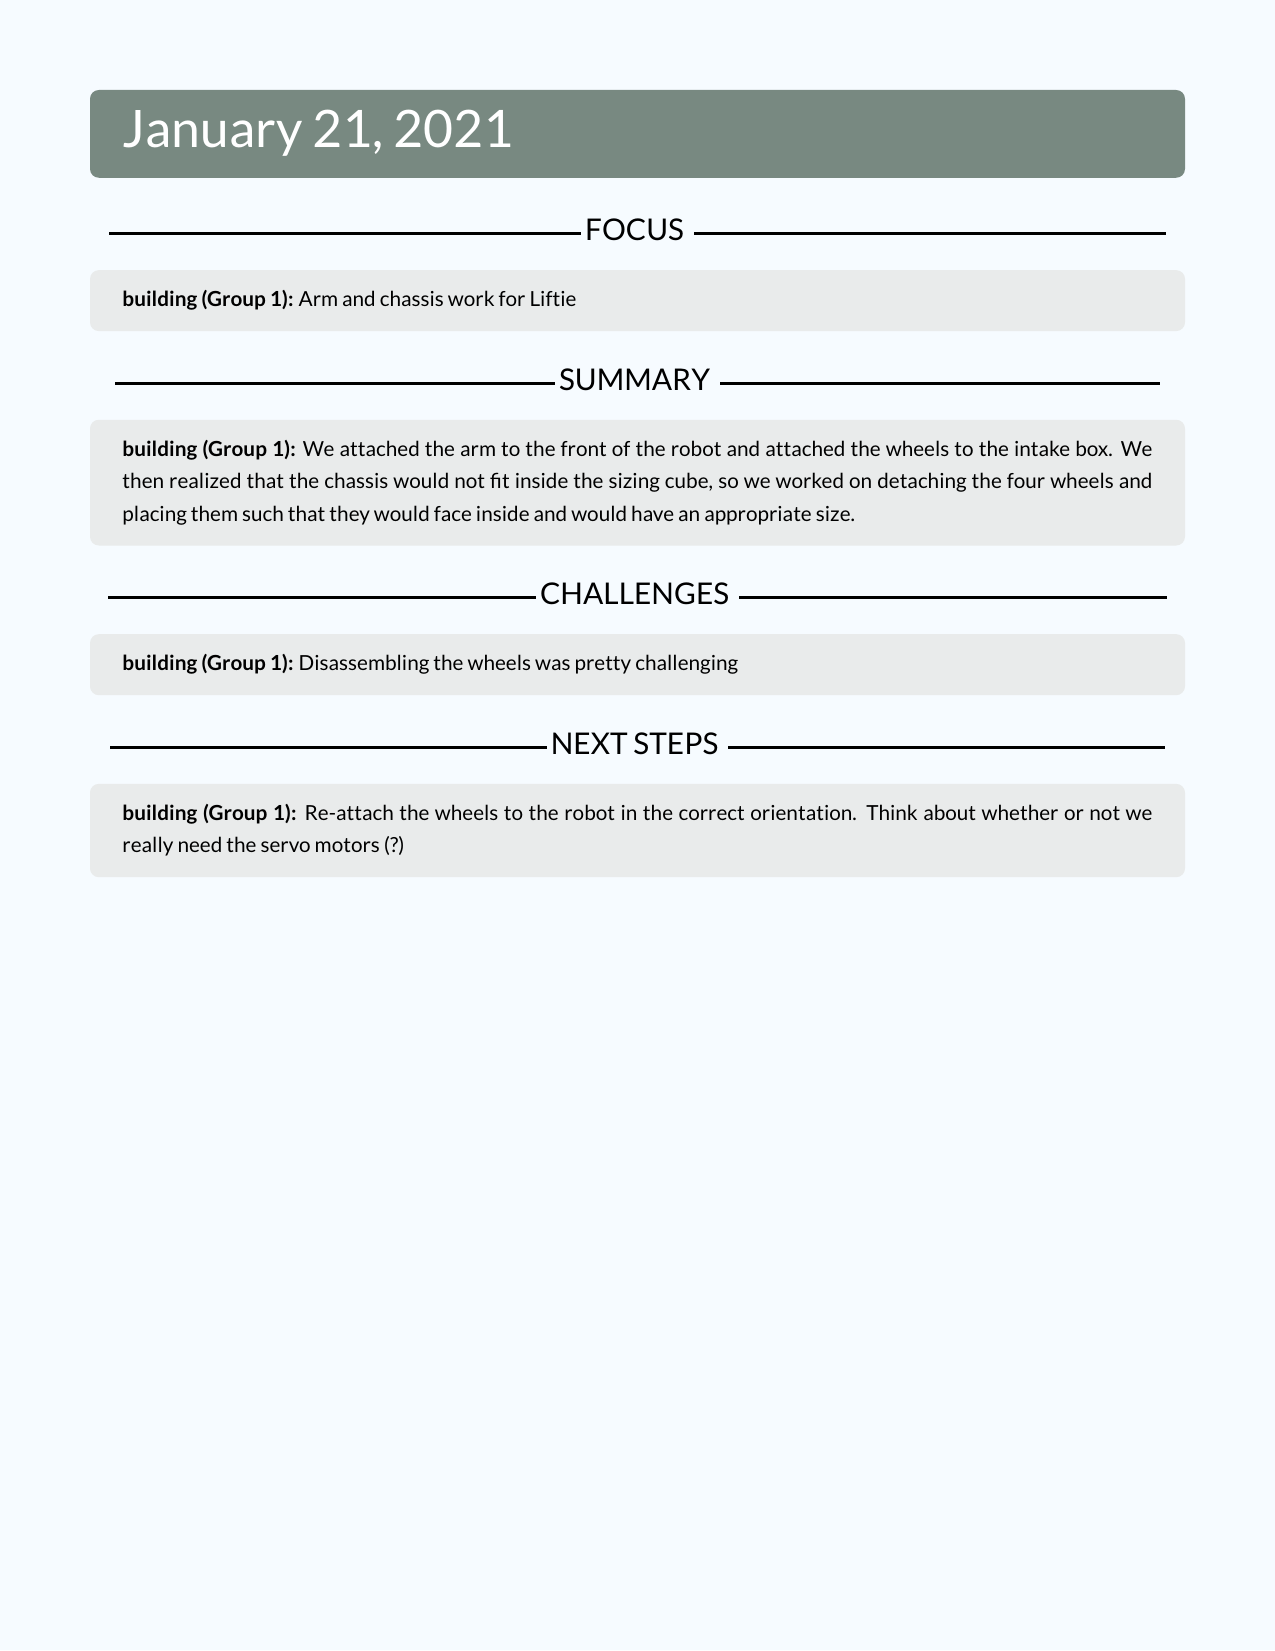 January 21, 2021
FOCUS
building (Group 1): Arm and chassis work for Liftie
SUMMARY
building (Group 1): We attached the arm to the front of the robot and attached the wheels to the intake box. We
then realized that the chassis would not fit inside the sizing cube, so we worked on detaching the four wheels and
placing them such that they would face inside and would have an appropriate size.
CHALLENGES
building (Group 1): Disassembling the wheels was pretty challenging
NEXT STEPS
building (Group 1): Re-attach the wheels to the robot in the correct orientation. Think about whether or not we
really need the servo motors (?)